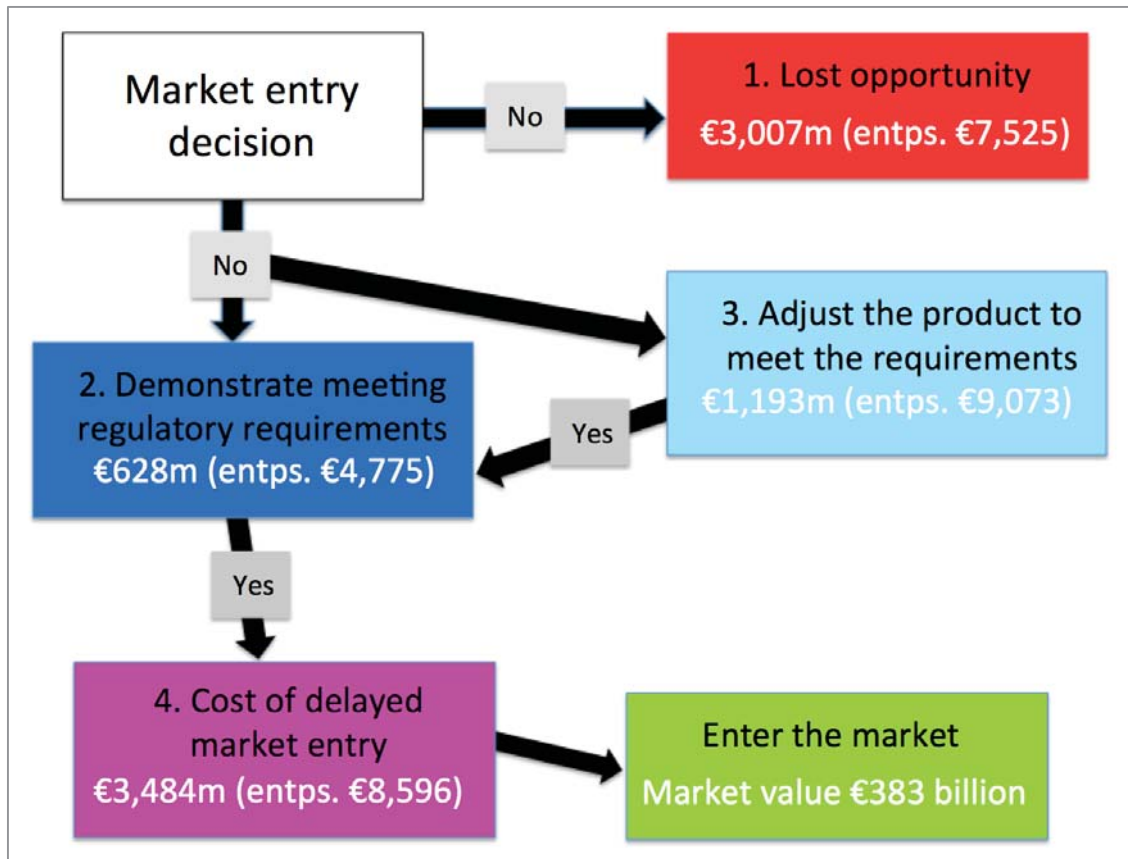 Market entry
decision
No
1. Lost opportunity
€3,007m (entps. €7,525)
No
3. Adjust the product to
meet the requirements
€1,193m (entps. €9,073)
2. Demonstrate meeting
regulatory requirements
€628m (entps. €4,775)
Yes
Yes
4. Cost of delayed
market entry
€3,484m (entps. €8,596)
Enter the market
Market value €383 billion